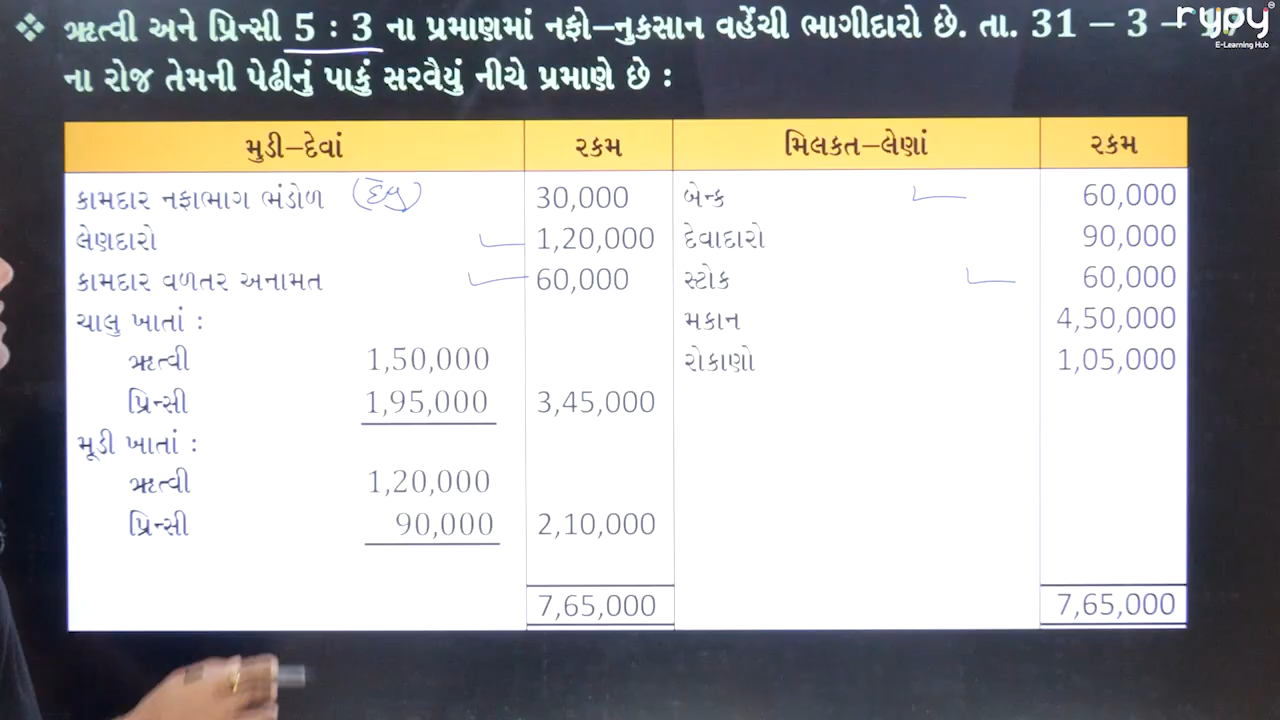 ❖ ઋત્વી અને પ્રિન્સી 5 : 3 ના પ્રમાણમાં નફો–નુકસાન વહેંચી ભાગીદારો છે. તા. 31 – 3 –
ના રોજ તેમની પેઢીનું પાકું સરવૈયું નીચે પ્રમાણે છે :
rypy
E-Learning Hub
મુડી–દેવાં રકમ મિલકત–લેણાં રકમ
કામદાર નફાભાગ ભંડોળ (દેવુ) 30,000 બેન્ક 60,000
લેણદારો 1,20,000 દેવાદારો 90,000
કામદાર વળતર અનામત 60,000 સ્ટોક 60,000
ચાલુ ખાતાં : મકાન 4,50,000
ઋત્વી 1,50,000 રોકાણો 1,05,000
પ્રિન્સી 1,95,000 3,45,000
મૂડી ખાતાં :
ઋત્વી 1,20,000
પ્રિન્સી 90,000 2,10,000
7,65,000 7,65,000